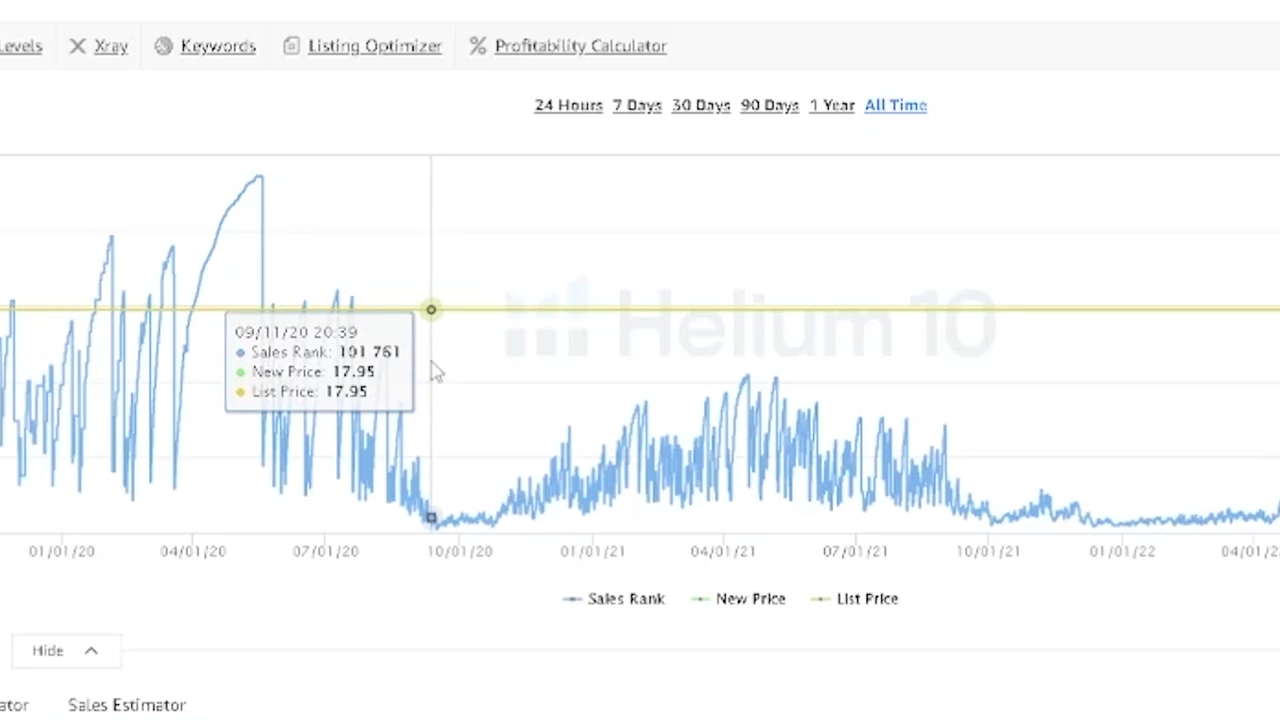 Levels Xray Keywords Listing Optimizer Profitability Calculator
24 Hours 7 Days 30 Days 90 Days 1 Year All Time
Helium 10
09/11/20 20:39
Sales Rank: 101 761
New Price: 17.95
List Price: 17.95
01/01/20 04/01/20 07/01/20 10/01/20 01/01/21 04/01/21 07/01/21 10/01/21 01/01/22 04/01/2
Sales Rank New Price List Price
Hide
ator Sales Estimator